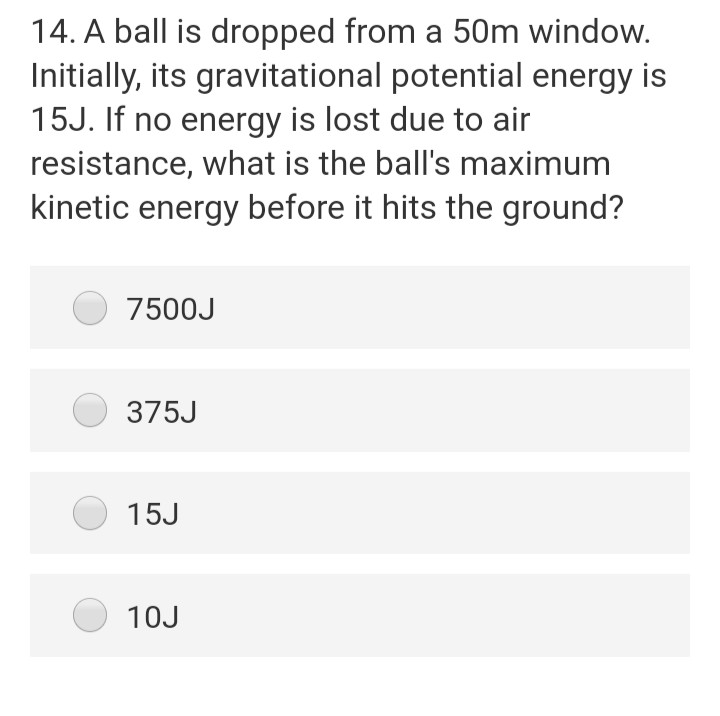 14. A ball is dropped from a 50m window.
Initially, its gravitational potential energy is
15J. If no energy is lost due to air
resistance, what is the ball's maximum
kinetic energy before it hits the ground?
7500J
375J
15J
10J